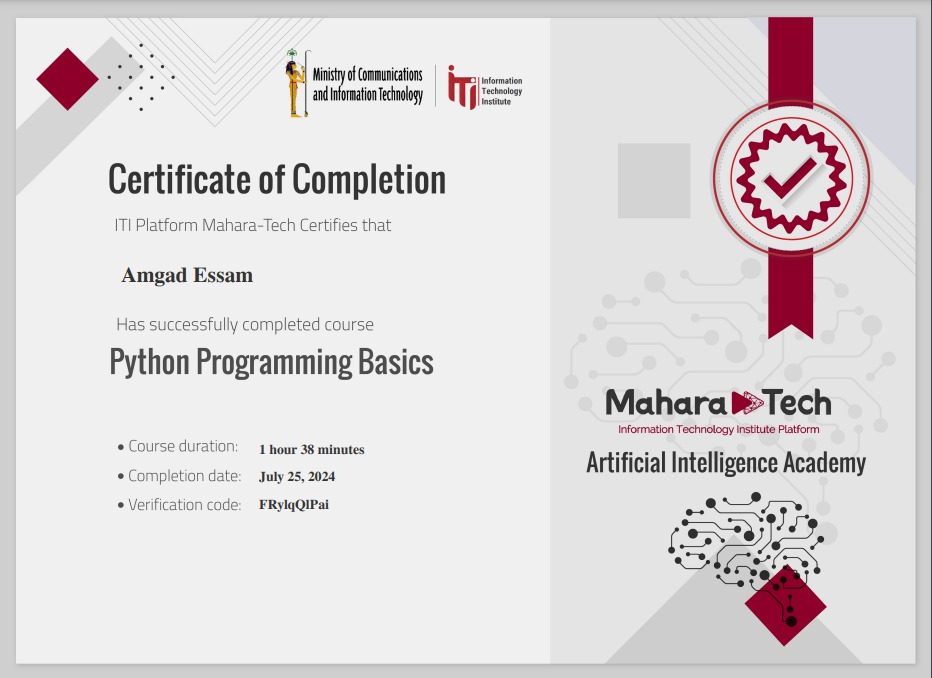 Ministry of Communications
and Information Technology
Information
Technology
Institute
iTi
Certificate of Completion
ITI Platform Mahara-Tech Certifies that
Amgad Essam
Has successfully completed course
Python Programming Basics
• Course duration: 1 hour 38 minutes
• Completion date: July 25, 2024
• Verification code: FRylqQlPai
Mahara Tech
Information Technology Institute Platform
Artificial Intelligence Academy